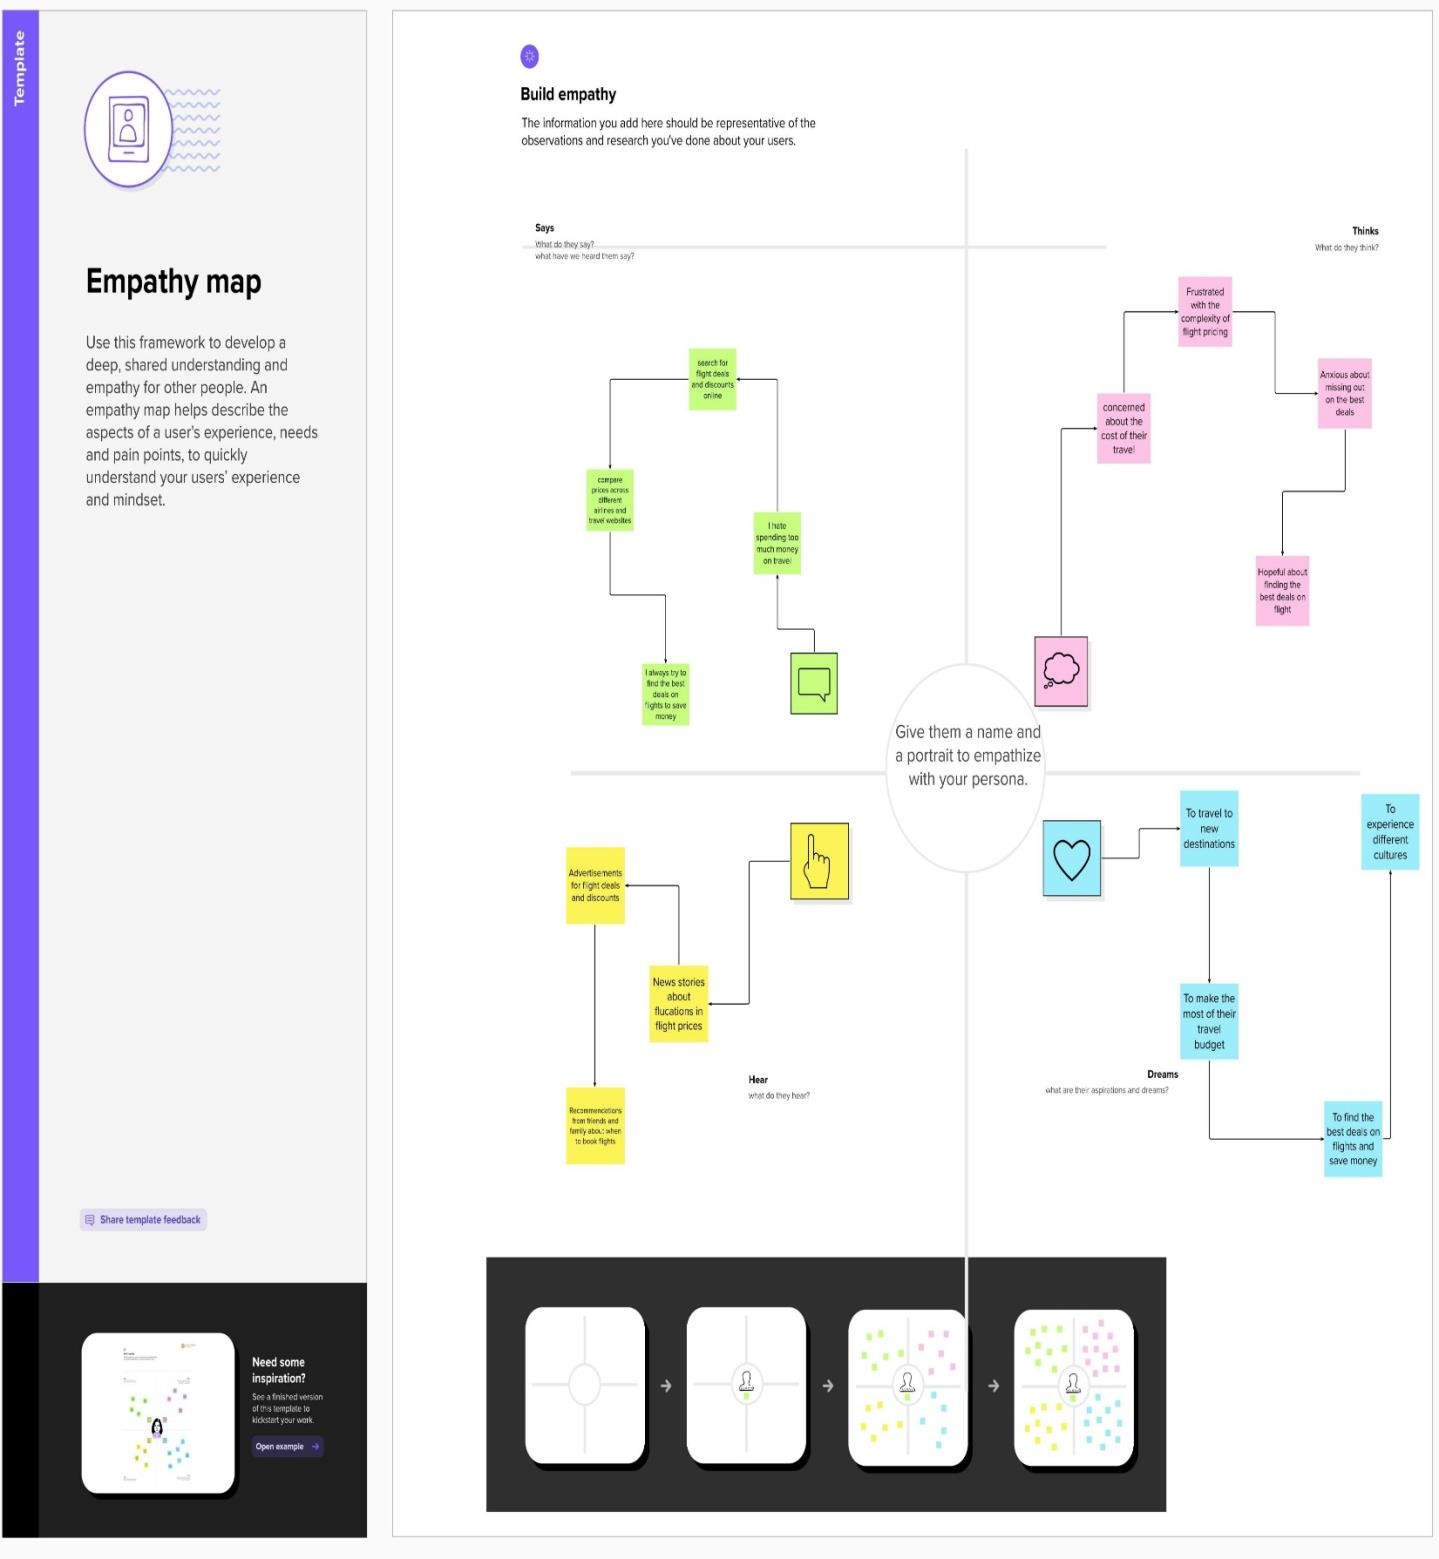 Template
Empathy map
Use this framework to develop a
deep, shared understanding and
empathy for other people. An
empathy map helps describe the
aspects of a user's experience, needs
and pain points, to quickly
understand your users' experience
and mindset.
Share template feedback
Need some
inspiration?
See a finished version
of this template to
kickstart your work.
Open example
Build empathy
The information you add here should be representative of the
observations and research you've done about your users.
Says
What do they say?
what have we heard them say?
search for
flight deals
and discounts
online
compare
prices across
different
airlines and
travel websites
I hate
spending too
much money
on travel
I always try to
find the best
deals on
flights to save
money
Thinks
What do they think?
Frustrated
with the
complexity of
flight pricing
Anxious about
missing out
on the best
deals
concerned
about the
cost of their
travel
Hopeful about
finding the
best deals on
flight
Give them a name and
a portrait to empathize
with your persona.
Advertisements
for flight deals
and discounts
News stories
about
flucations in
flight prices
Recommendations
from friends and
family about when
to book flights
Hear
what do they hear?
To travel to
new
destinations
To
experience
different
cultures
To make the
most of their
travel
budget
Dreams
what are their aspirations and dreams?
To find the
best deals on
flights and
save money